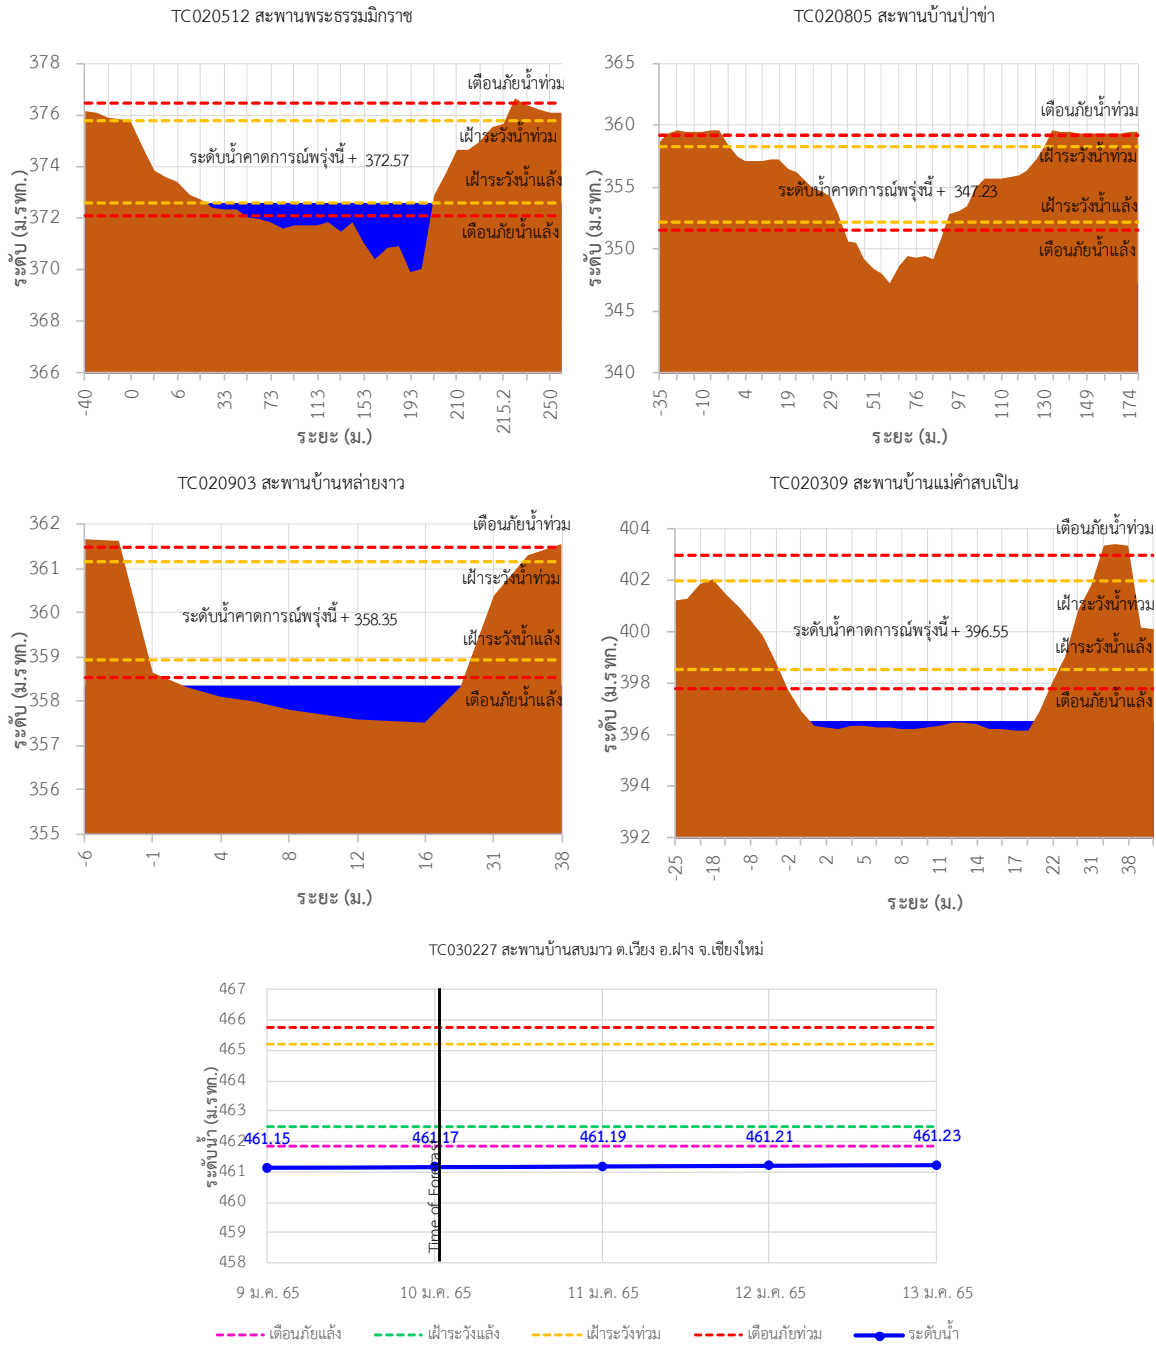 TC020512 สะพานพระธรรมมิกราช
378
376
374
372
370
368
366
ระดับ (ม.รทก.)
เตือนภัยน้ำท่วม
เฝ้าระวังน้ำท่วม
ระดับน้ำคาดการณ์พรุ่งนี้ + 372.57
เฝ้าระวังน้ำแล้ง
เตือนภัยน้ำแล้ง
-40 0 6 33 73 113 153 193 210 215.2 250
ระยะ (ม.)
TC020805 สะพานบ้านป่าข่า
365
360
355
350
345
340
ระดับ (ม.รทก.)
เตือนภัยน้ำท่วม
เฝ้าระวังน้ำท่วม
ระดับน้ำคาดการณ์พรุ่งนี้ + 347.23
เฝ้าระวังน้ำแล้ง
เตือนภัยน้ำแล้ง
-35 -10 4 19 29 51 76 97 110 130 149 174
ระยะ (ม.)
TC020903 สะพานบ้านหล่ายงาว
362
361
360
359
358
357
356
355
ระดับ (ม.รทก.)
เตือนภัยน้ำท่วม
เฝ้าระวังน้ำท่วม
ระดับน้ำคาดการณ์พรุ่งนี้ + 358.35
เฝ้าระวังน้ำแล้ง
เตือนภัยน้ำแล้ง
-6 -1 4 8 12 16 31 38
ระยะ (ม.)
TC020309 สะพานบ้านแม่คำสบเปิน
404
402
400
398
396
394
392
ระดับ (ม.รทก.)
เตือนภัยน้ำท่วม
เฝ้าระวังน้ำท่วม
ระดับน้ำคาดการณ์พรุ่งนี้ + 396.55
เฝ้าระวังน้ำแล้ง
เตือนภัยน้ำแล้ง
-25 -18 -8 -2 2 5 8 11 14 17 22 31 38
ระยะ (ม.)
TC030227 สะพานบ้านสบมาว ต.เวียง อ.ฝาง จ.เชียงใหม่
467
466
465
464
463
462
461
460
459
458
ระดับน้ำ (ม.รทก.)
461.15 461.17 461.19 461.21 461.23
Time of Forecas
9 ม.ค. 65 10 ม.ค. 65 11 ม.ค. 65 12 ม.ค. 65 13 ม.ค. 65
เตือนภัยแล้ง เฝ้าระวังแล้ง เฝ้าระวังท่วม เตือนภัยท่วม ระดับน้ำ